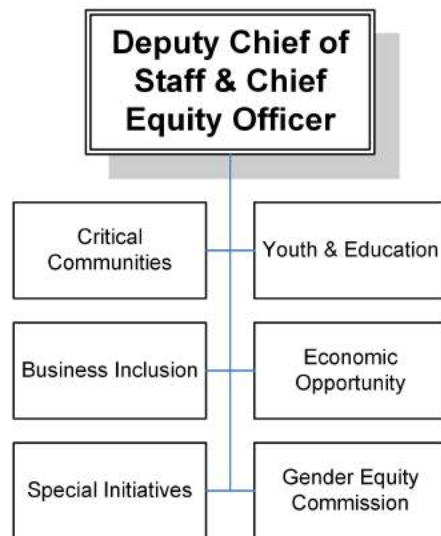 Deputy Chief of
Staff & Chief
Equity Officer
Critical
Communities
Youth & Education
Business Inclusion
Economic
Opportunity
Special Initiatives
Gender Equity
Commission